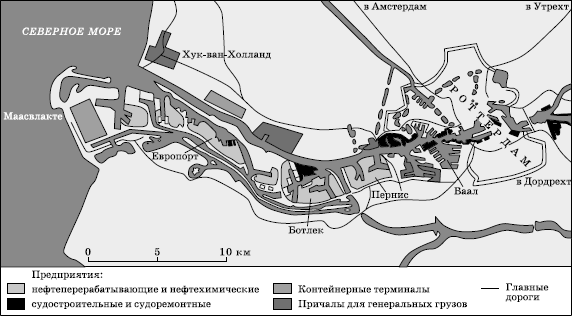 в Амстердам
в Утрехт
СЕВЕРНОЕ МОРЕ
Хук-ван-Холланд
Маасвлакте
РОТТЕРДАМ
Европорт
в Дордрехт
Пернис
Ваал
Ботлек
0 5 10 км
Предприятия:
нефтеперерабатывающие и нефтехимические
судостроительные и судоремонтные
Контейнерные терминалы
Причалы для генеральных грузов
Главные
дороги